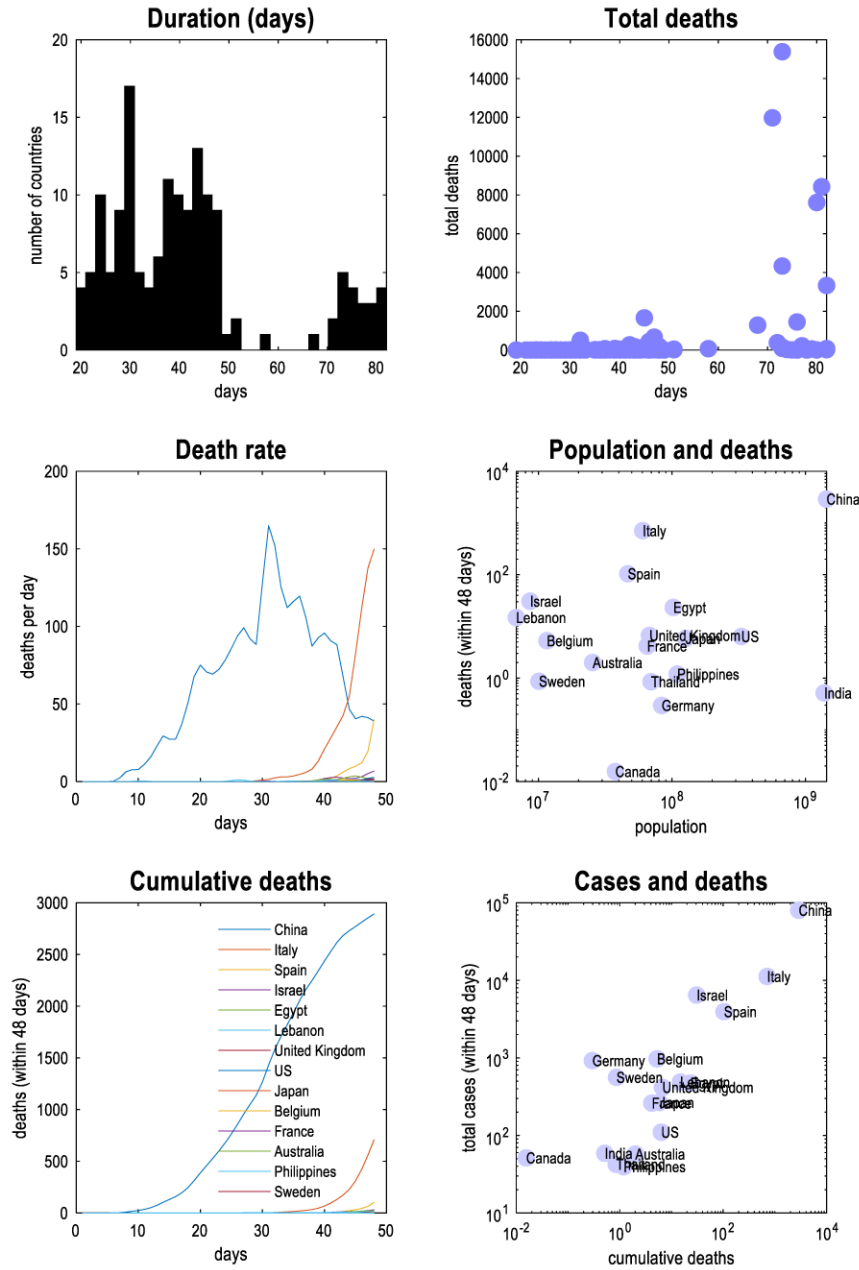 Duration (days)
20
15
10
5
0
number of countries
20 30 40 50 60 70 80
days
Total deaths
16000
14000
12000
10000
8000
6000
4000
2000
0
total deaths
20 30 40 50 60 70 80
days
Death rate
200
150
100
50
0
deaths per day
0 10 20 30 40 50
days
Population and deaths
10^4
10^2
10^0
10^-2
deaths (within 48 days)
China
Italy
Spain
Israel
Egypt
Lebanon
United Kingdom
Japan
US
Belgium
France
Australia
Philippines
Sweden
Thailand
India
Germany
Canada
10^7 10^8 10^9
population
Cumulative deaths
3000
2500
2000
1500
1000
500
0
deaths (within 48 days)
China
Italy
Spain
Israel
Egypt
Lebanon
United Kingdom
US
Japan
Belgium
France
Australia
Philippines
Sweden
0 10 20 30 40 50
days
Cases and deaths
10^5
10^4
10^3
10^2
10^1
total cases (within 48 days)
China
Italy
Israel
Spain
Germany
Belgium
Sweden
Lebanon
Egypt
United Kingdom
France
Japan
US
India
Australia
Canada
Thailand
Philippines
10^-2 10^0 10^2 10^4
cumulative deaths